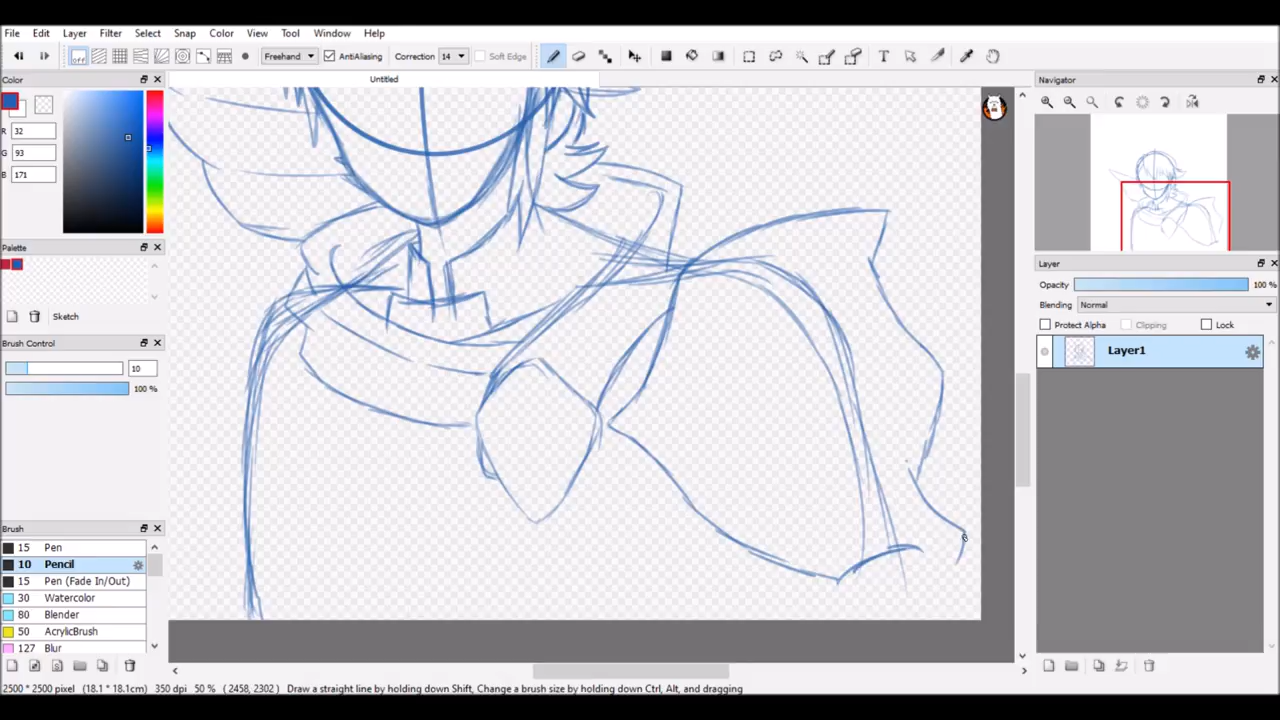 File Edit Layer Filter Select Snap Color View Tool Window Help
off Freehand AntiAliasing Correction 14 Soft Edge T
Color
Untitled
Navigator
R 32
G 93
B 171
Palette
Sketch
Layer
Opacity 100 %
Blending Normal
Protect Alpha Clipping Lock
Layer1
Brush Control
10
100 %
Brush
15 Pen
10 Pencil
15 Pen (Fade In/Out)
30 Watercolor
80 Blender
50 AcrylicBrush
127 Blur
2500 * 2500 pixel (18.1 * 18.1cm) 350 dpi 50 % ( 2458, 2302 ) Draw a straight line by holding down Shift, Change a brush size by holding down Ctrl, Alt, and dragging